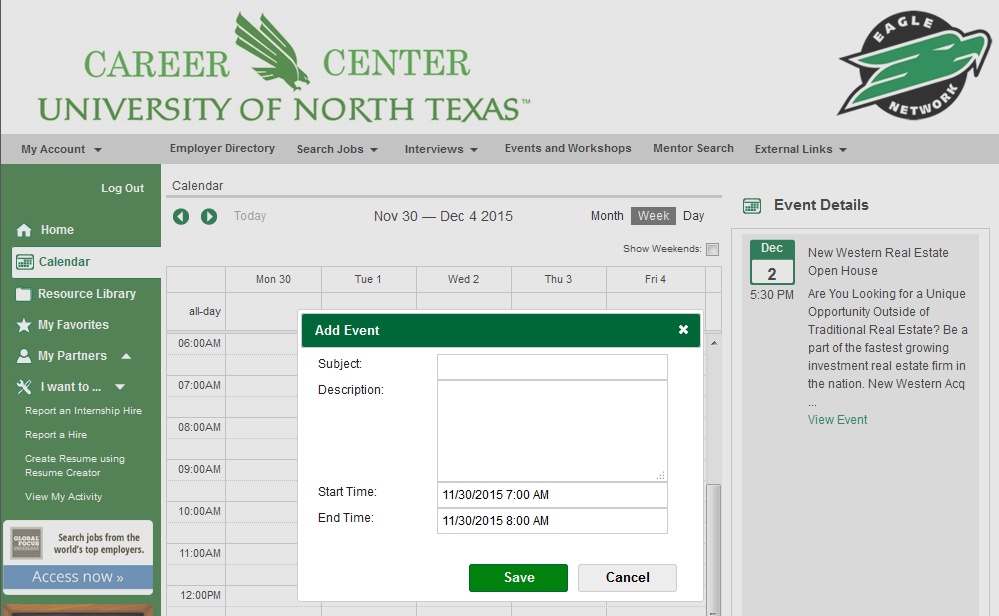 CAREER CENTER
UNIVERSITY OF NORTH TEXAS™
EAGLE
NETWORK
My Account
Employer Directory
Search Jobs
Interviews
Events and Workshops
Mentor Search
External Links
Log Out
Home
Calendar
Resource Library
My Favorites
My Partners
I want to ...
Report an Internship Hire
Report a Hire
Create Resume using
Resume Creator
View My Activity
GLOBAL
FOCUS
Search jobs from the
world's top employers.
Access now »
Calendar
Today
Nov 30 — Dec 4 2015
Month Week Day
Show Weekends:
Mon 30 Tue 1 Wed 2 Thu 3 Fri 4
all-day
06:00AM
07:00AM
08:00AM
09:00AM
10:00AM
11:00AM
12:00PM
Add Event
Subject:
Description:
Start Time: 11/30/2015 7:00 AM
End Time: 11/30/2015 8:00 AM
Save Cancel
Event Details
Dec
2
5:30 PM
New Western Real Estate
Open House
Are You Looking for a Unique
Opportunity Outside of
Traditional Real Estate? Be a
part of the fastest growing
investment real estate firm in
the nation. New Western Acq
...
View Event